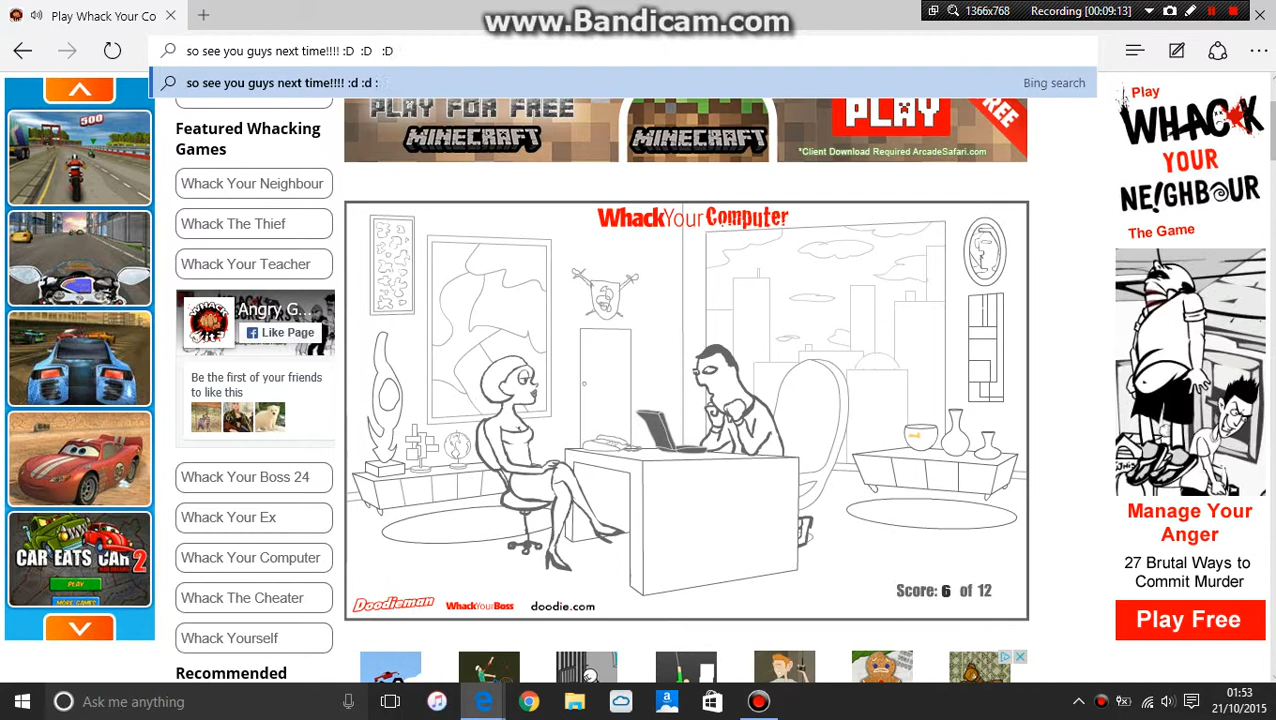 www.Bandicam.com
1366x768
Recording [00:09:13]
Play Whack Your Co
so see you guys next time!!!! :D :D :D
so see you guys next time!!!! :d :d :
Bing search
500
CAR EATS CAR 2
PLAY
MORE GAMES
Featured Whacking
Games
Whack Your Neighbour
Whack The Thief
Whack Your Teacher
Angry G...
Like Page
Be the first of your friends
to like this
Whack Your Boss 24
Whack Your Ex
Whack Your Computer
Whack The Cheater
Whack Yourself
Recommended
PLAY FOR FREE
MINECRAFT
MINECRAFT
PLAY
FREE
*Client Download Required ArcadeSafari.com
WhackYourComputer
Score: 6 of 12
Doodieman
WhackYourBoss
doodie.com
Play
WHACK
YOUR
NEIGHBOUR
The Game
Manage Your
Anger
27 Brutal Ways to
Commit Murder
Play Free
Ask me anything
01:53
21/10/2015